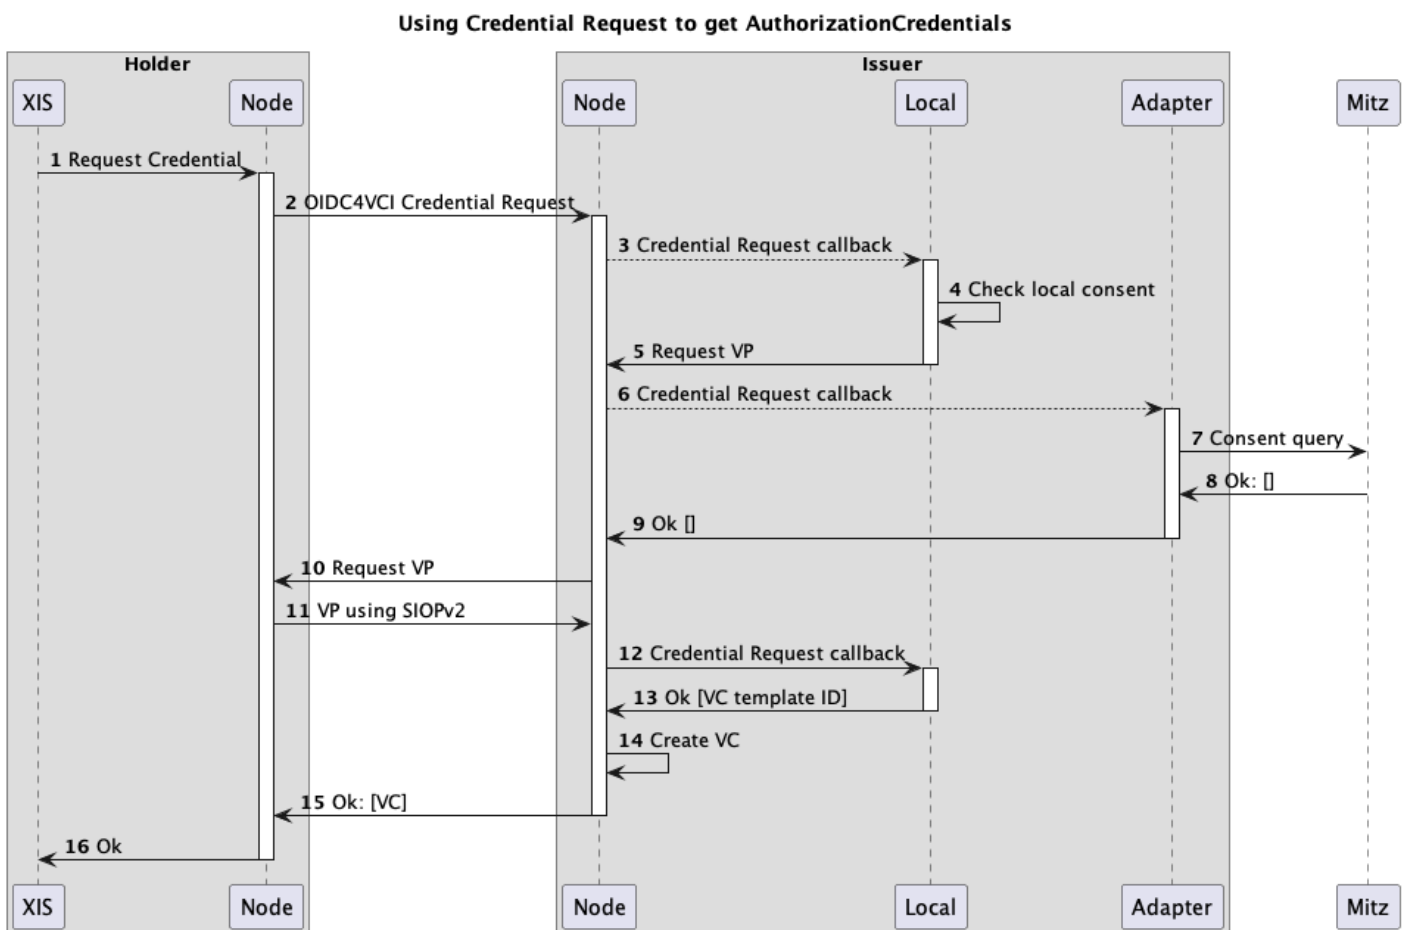 Using Credential Request to get AuthorizationCredentials
Holder
Issuer
XIS
Node
Node
Local
Adapter
Mitz
1 Request Credential
2 OIDC4VCI Credential Request
3 Credential Request callback
4 Check local consent
5 Request VP
6 Credential Request callback
7 Consent query
8 Ok: []
9 Ok []
10 Request VP
11 VP using SIOPv2
12 Credential Request callback
13 Ok [VC template ID]
14 Create VC
15 Ok: [VC]
16 Ok
XIS
Node
Node
Local
Adapter
Mitz